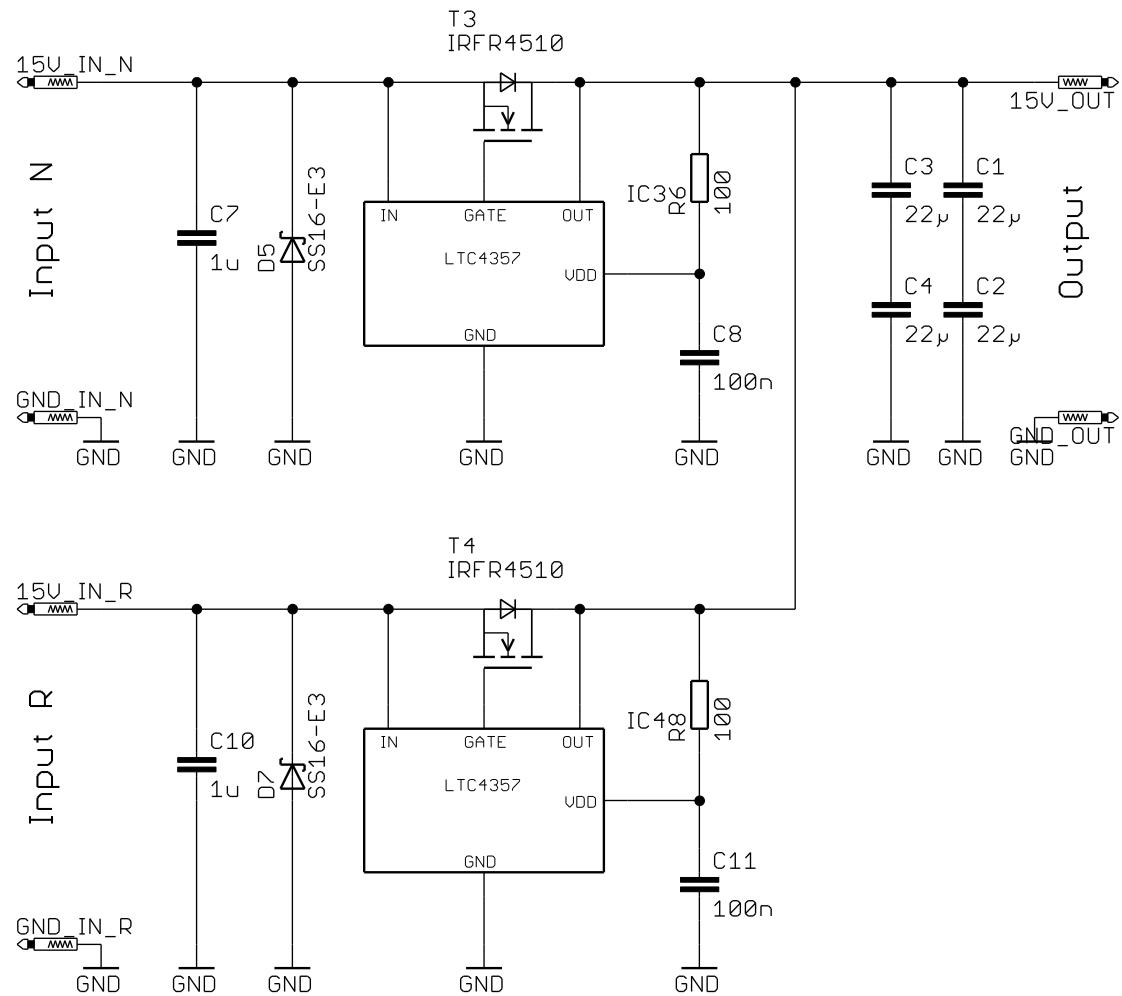 T3
IRFR4510
15V_IN_N
15V_OUT
Input N
C7
1u
D5
SS16-E3
IN
GATE
OUT
LTC4357
VDD
GND
IC3
R6
100
C8
100n
C3
22µ
C1
22µ
C4
22µ
C2
22µ
Output
GND_IN_N
GND_OUT
GND
GND
GND
GND
GND
GND
GND
GND
T4
IRFR4510
15V_IN_R
Input R
C10
1u
D7
SS16-E3
IN
GATE
OUT
LTC4357
VDD
GND
IC4
R8
100
C11
100n
GND_IN_R
GND
GND
GND
GND
GND